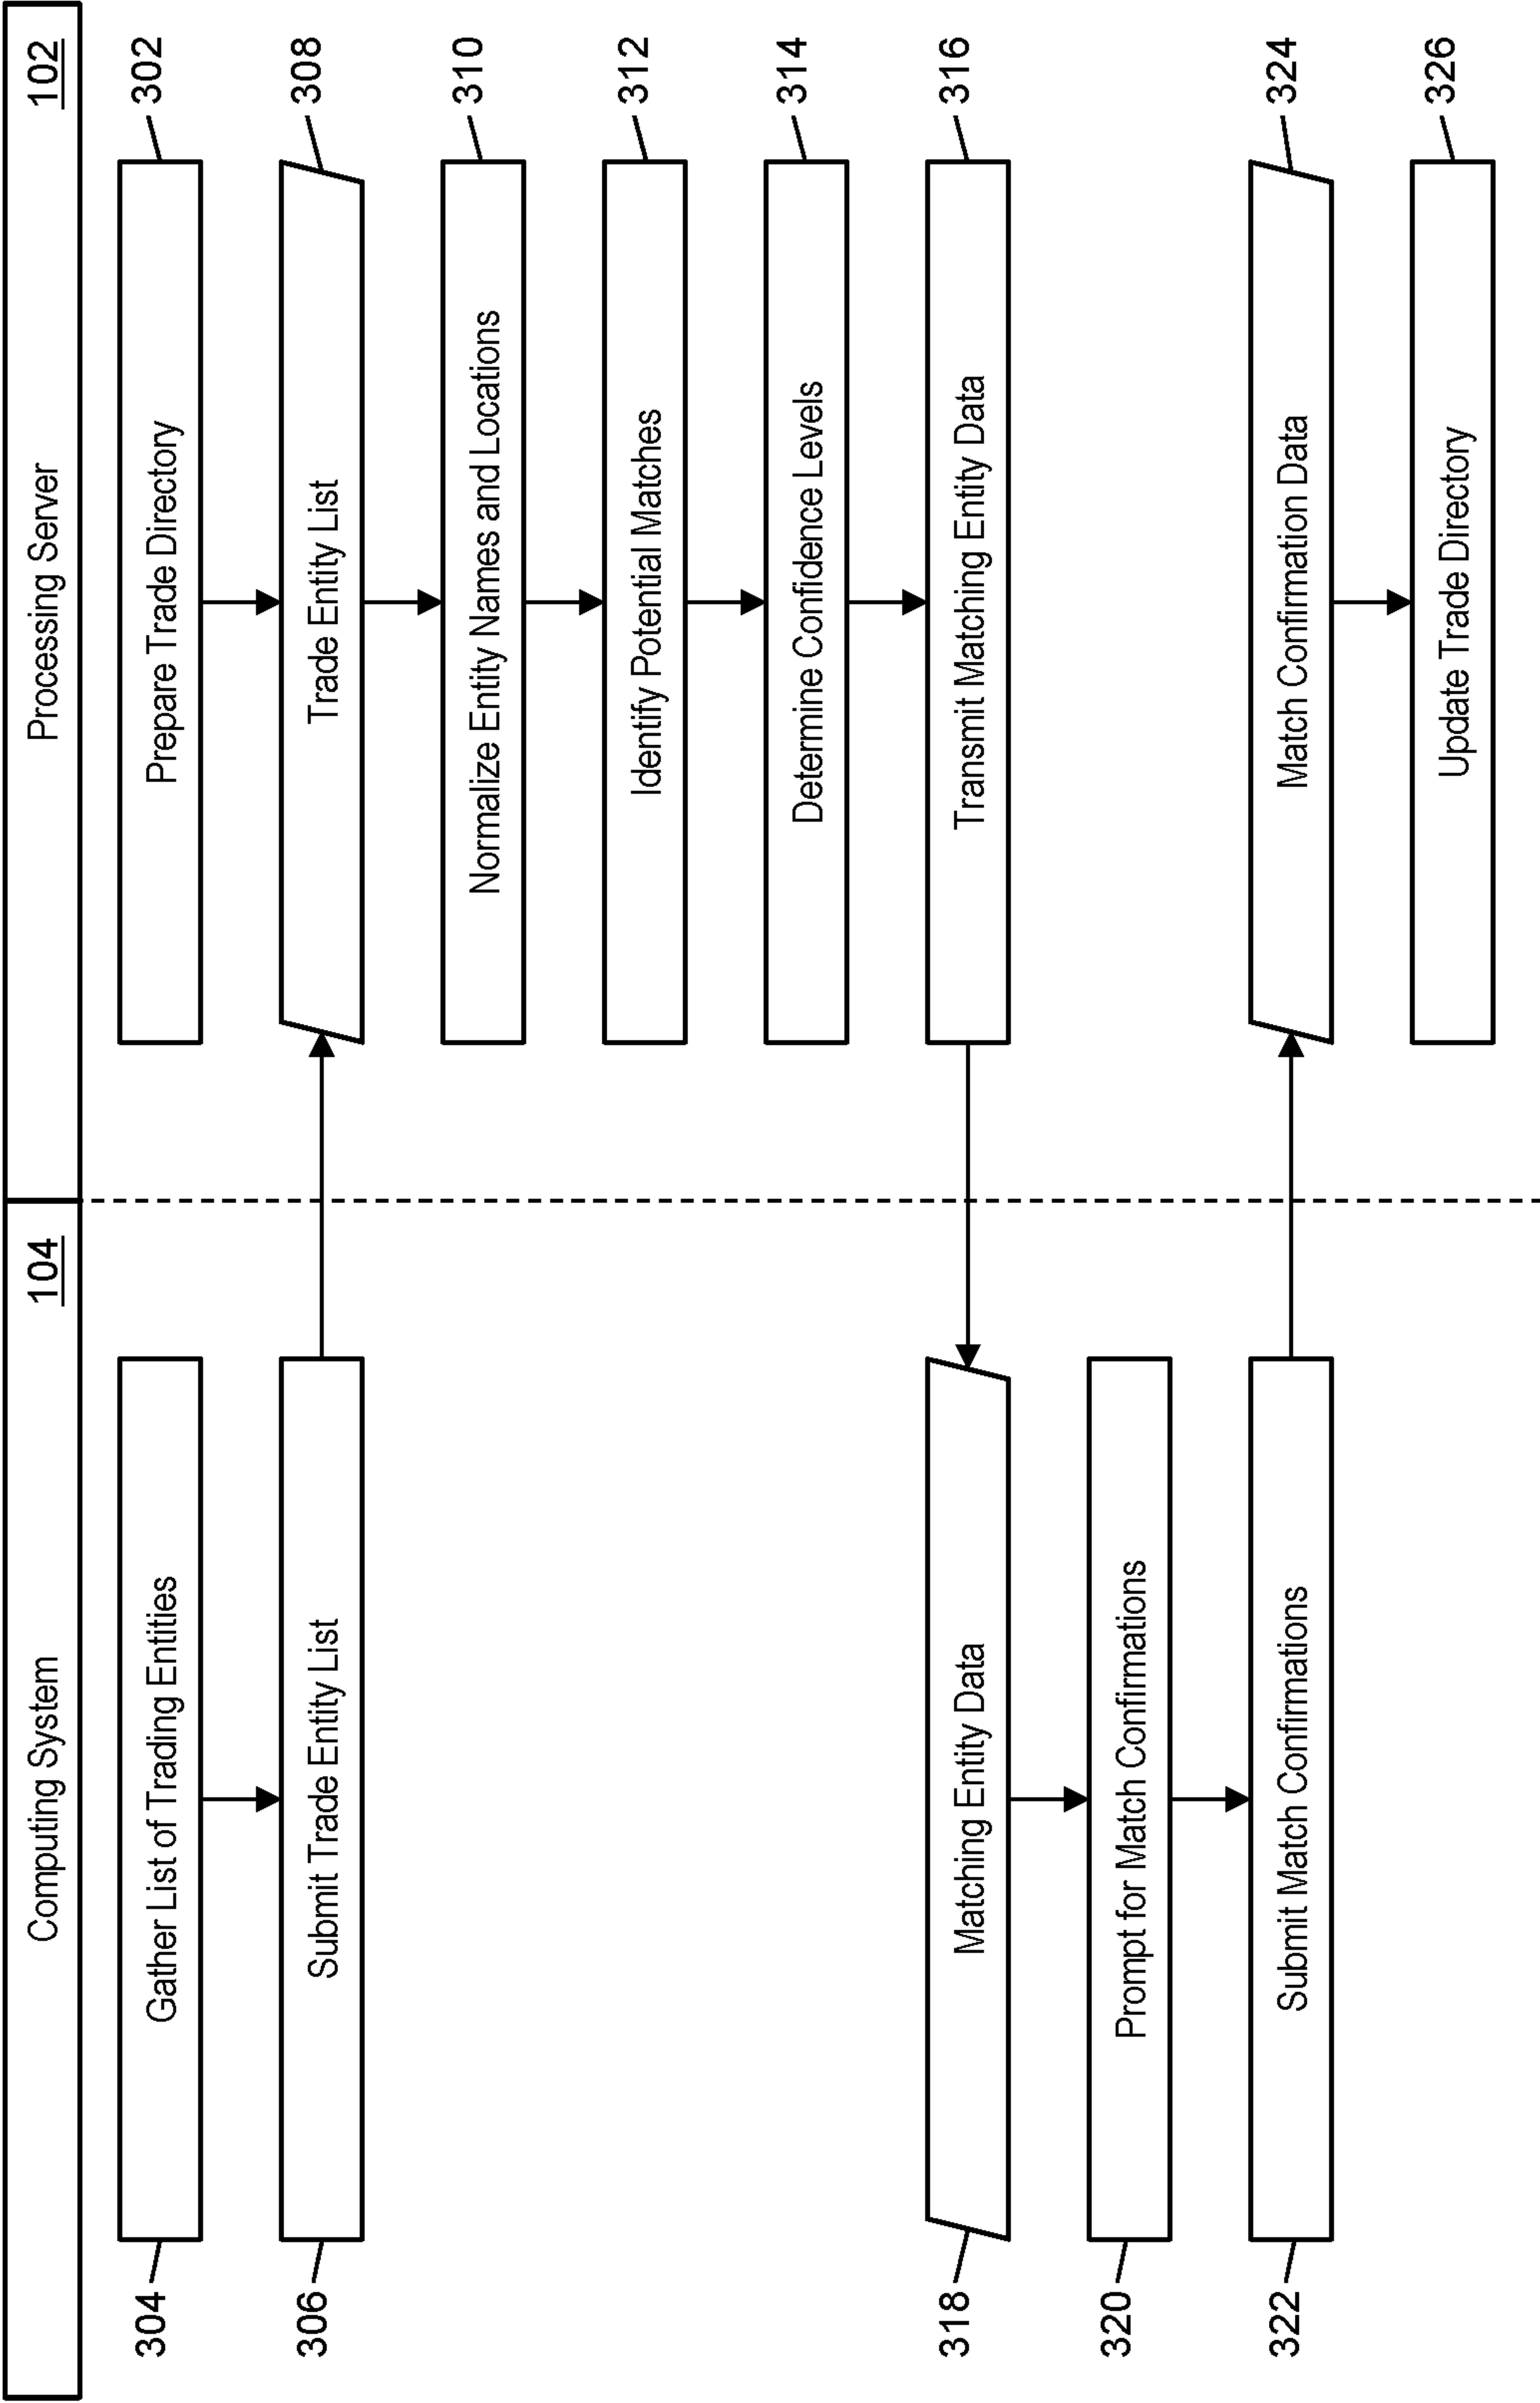 Computing System
104
Processing Server
102
304
Gather List of Trading Entities
Prepare Trade Directory
302
306
Submit Trade Entity List
Trade Entity List
308
Normalize Entity Names and Locations
310
Identify Potential Matches
312
Determine Confidence Levels
314
318
Matching Entity Data
Transmit Matching Entity Data
316
320
Prompt for Match Confirmations
322
Submit Match Confirmations
Match Confirmation Data
324
Update Trade Directory
326